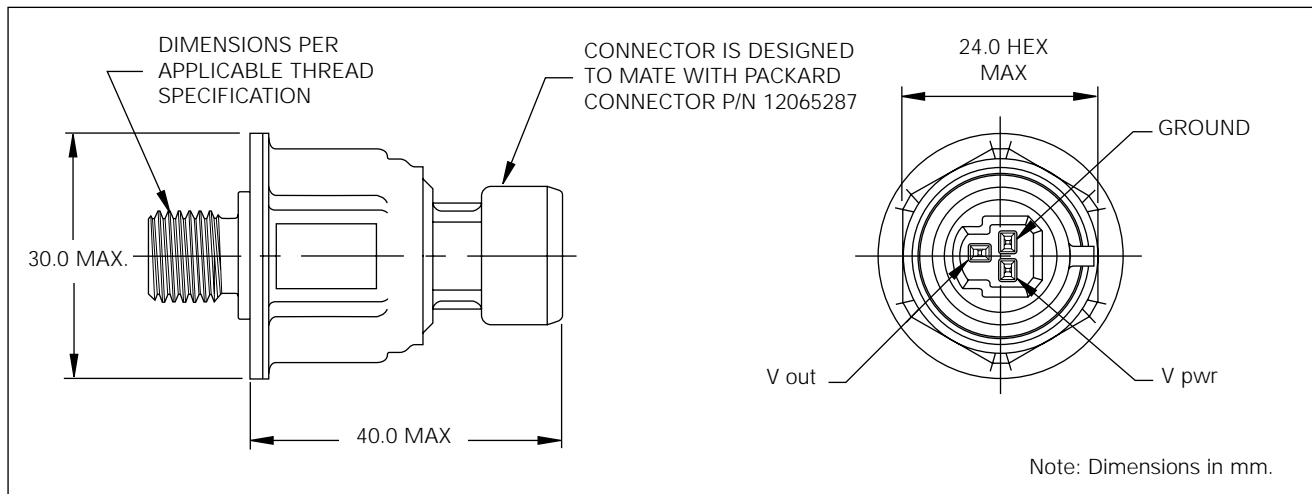 DIMENSIONS PER
APPLICABLE THREAD
SPECIFICATION
CONNECTOR IS DESIGNED
TO MATE WITH PACKARD
CONNECTOR P/N 12065287
24.0 HEX
MAX
GROUND
30.0 MAX.
40.0 MAX
V out
V pwr
Note: Dimensions in mm.